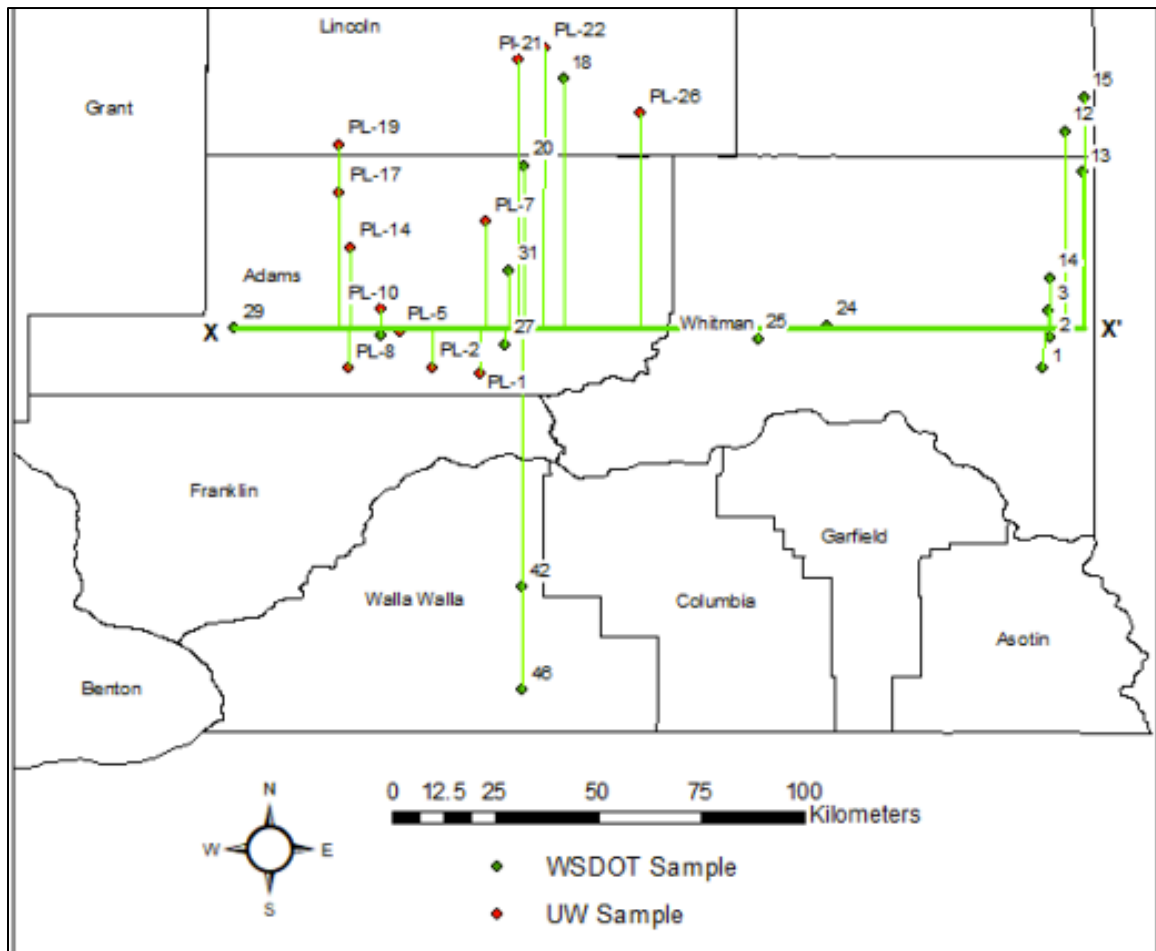 Lincoln
PL-22
PI-21
18
15
Grant
PL-26
12
PL-19
20
13
PL-17
PL-7
PL-14
31
14
Adams
PL-10
3
29
PL-5
27
24
X
Whitman
X'
25
2
PL-8
PL-2
1
PL-1
Franklin
Garfield
42
Walla Walla
Columbia
Asotin
46
Benton
N
0 12.5 25 50 75 100
Kilometers
W E
S
WSDOT Sample
UW Sample